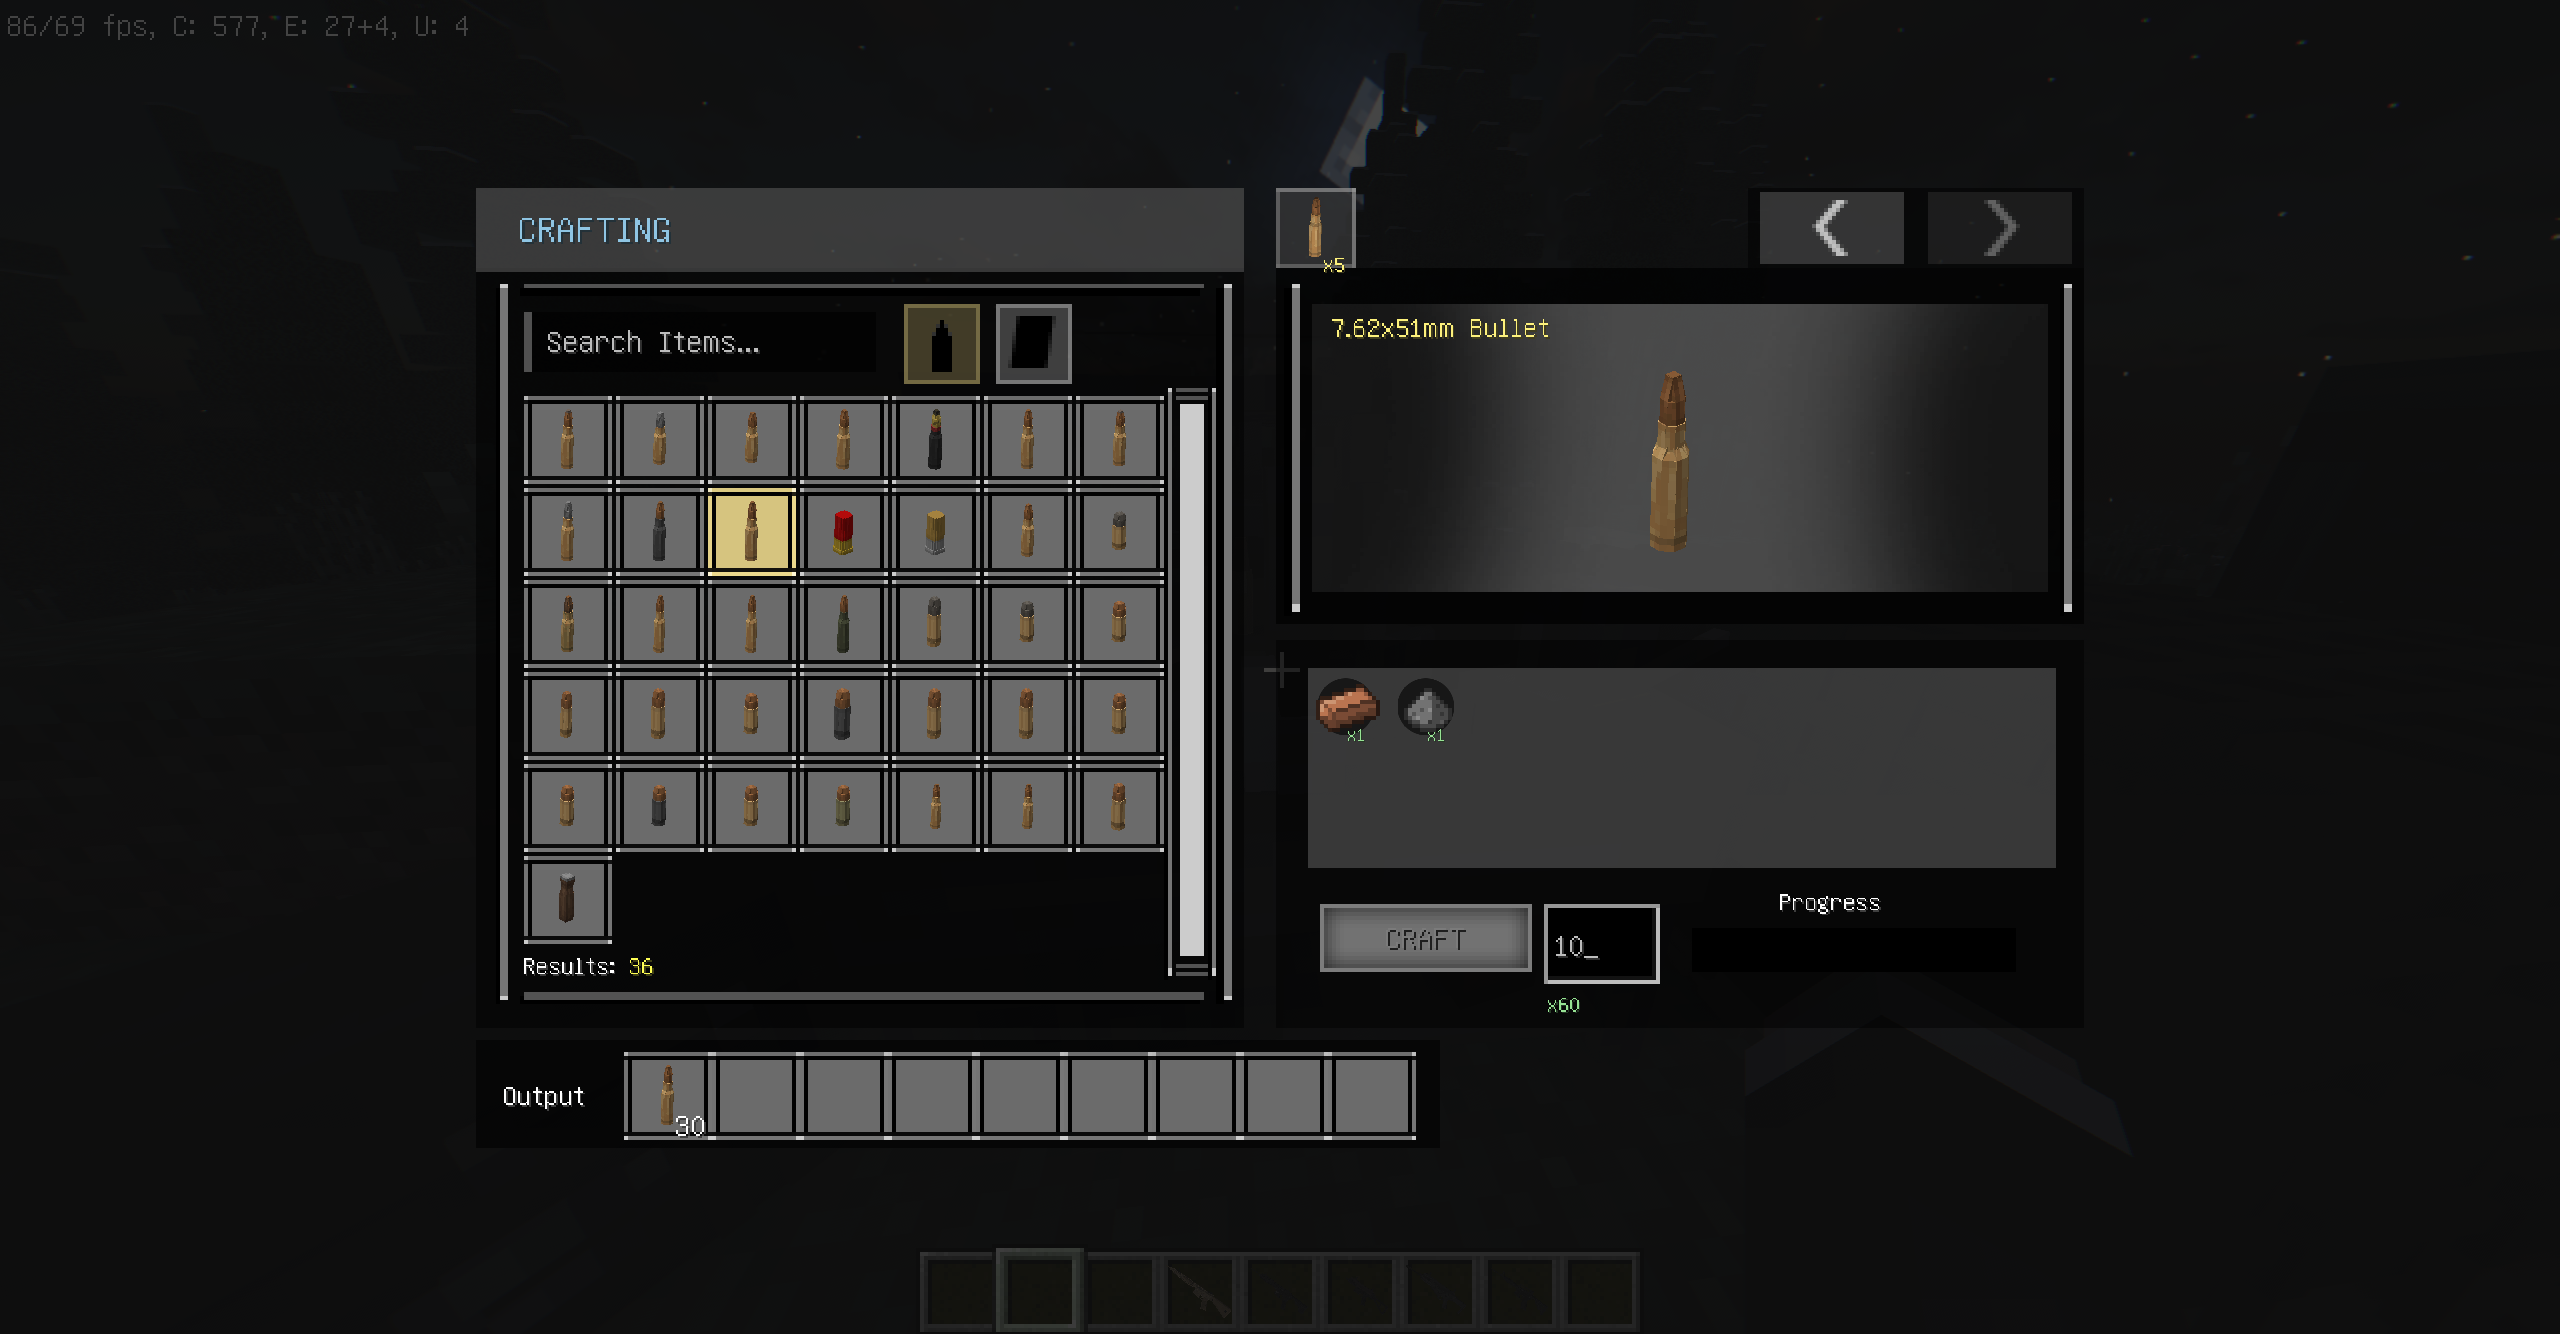 86/69 fps, C: 577, E: 27+4, U: 4
CRAFTING
x5
Search Items...
7.62x51mm Bullet
x1
x1
Results: 36
CRAFT
10_
Progress
x60
Output
30